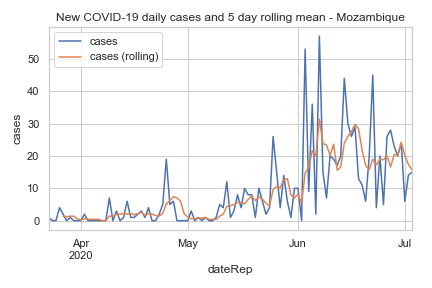 New COVID-19 daily cases and 5 day rolling mean - Mozambique
cases
cases (rolling)
cases
60
50
40
30
20
10
0
Apr
2020
May
Jun
Jul
dateRep